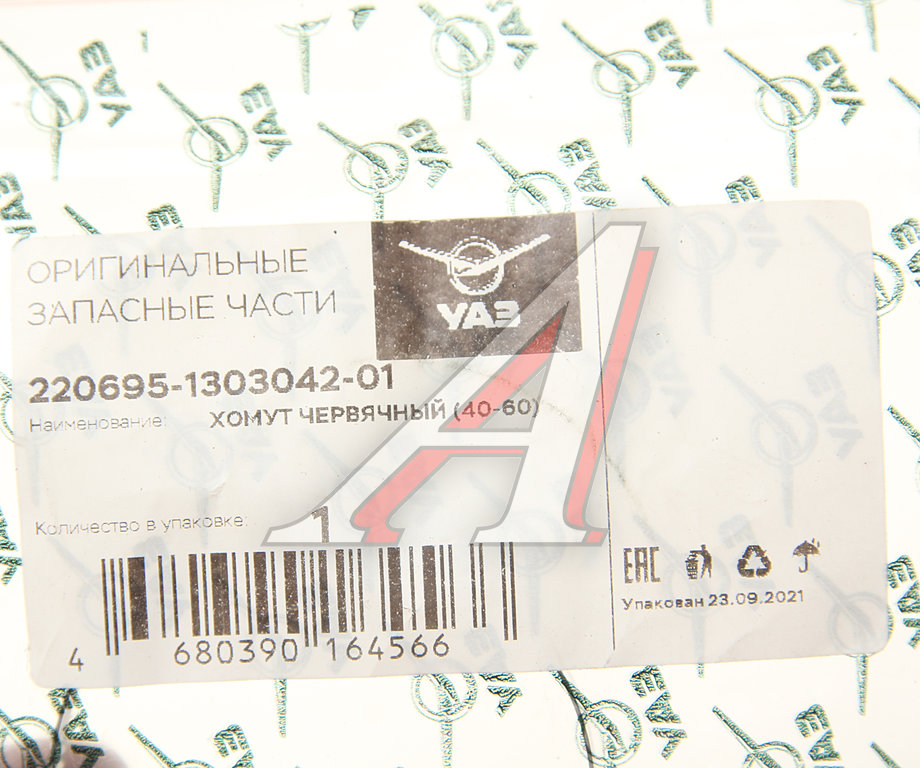 ОРИГИНАЛЬНЫЕ
ЗАПАСНЫЕ ЧАСТИ
УАЗ
220695-1303042-01
Наименование: ХОМУТ ЧЕРВЯЧНЫЙ (40-60)
Количество в упаковке: 1
4 680390 164566
EAC
Упакован 23.09.2021